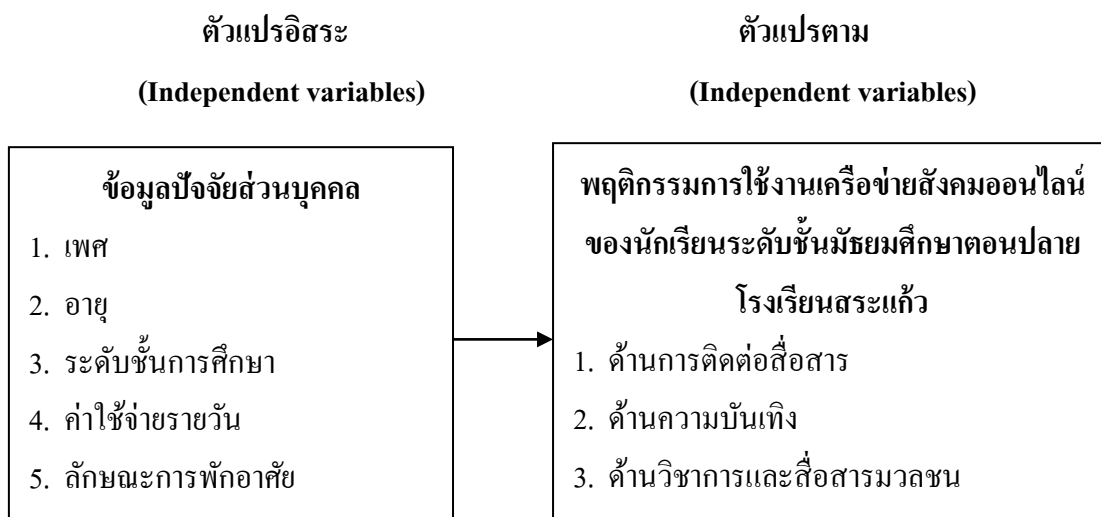 ตัวแปรอิสระ
(Independent variables)
ตัวแปรตาม
(Independent variables)
ข้อมูลปัจจัยส่วนบุคคล
1. เพศ
2. อายุ
3. ระดับชั้นการศึกษา
4. ค่าใช้จ่ายรายวัน
5. ลักษณะการพักอาศัย
พฤติกรรมการใช้งานเครือข่ายสังคมออนไลน์
ของนักเรียนระดับชั้นมัธยมศึกษาตอนปลาย
โรงเรียนสระแก้ว
1. ด้านการติดต่อสื่อสาร
2. ด้านความบันเทิง
3. ด้านวิชาการและสื่อสารมวลชน